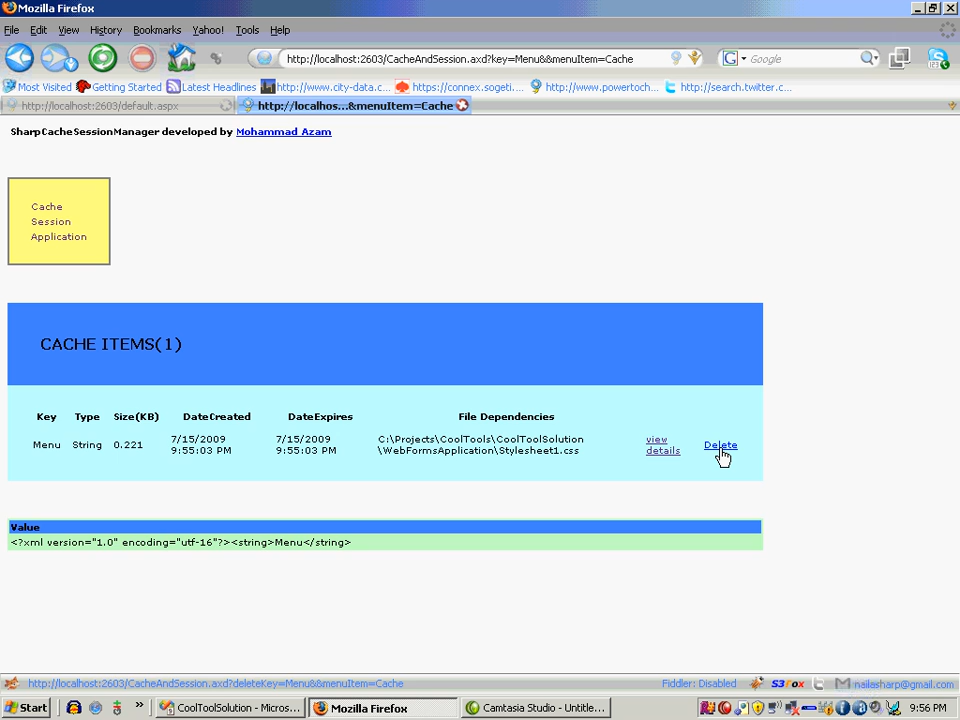 Mozilla Firefox
File Edit View History Bookmarks Yahoo! Tools Help
http://localhost:2603/CacheAndSession.axd?key=Menu&&menuItem=Cache
Google
Most Visited Getting Started Latest Headlines http://www.city-data.c... https://connex.sogeti.... http://www.powertoch... http://search.twitter.c...
http://localhost:2603/default.aspx http://localhos...&menuItem=Cache
SharpCacheSessionManager developed by Mohammad Azam
Cache
Session
Application
CACHE ITEMS(1)
Key Type Size(KB) DateCreated DateExpires File Dependencies
Menu String 0.221 7/15/2009 9:55:03 PM 7/15/2009 9:55:03 PM C:\Projects\CoolTools\CoolToolSolution\WebFormsApplication\Stylesheet1.css view details Delete
Value
<?xml version="1.0" encoding="utf-16"?><string>Menu</string>
http://localhost:2603/CacheAndSession.axd?deleteKey=Menu&&menuItem=Cache Fiddler: Disabled S3Fox nailasharp@gmail.com
Start CoolToolSolution - Micros... Mozilla Firefox Camtasia Studio - Untitle... 9:56 PM